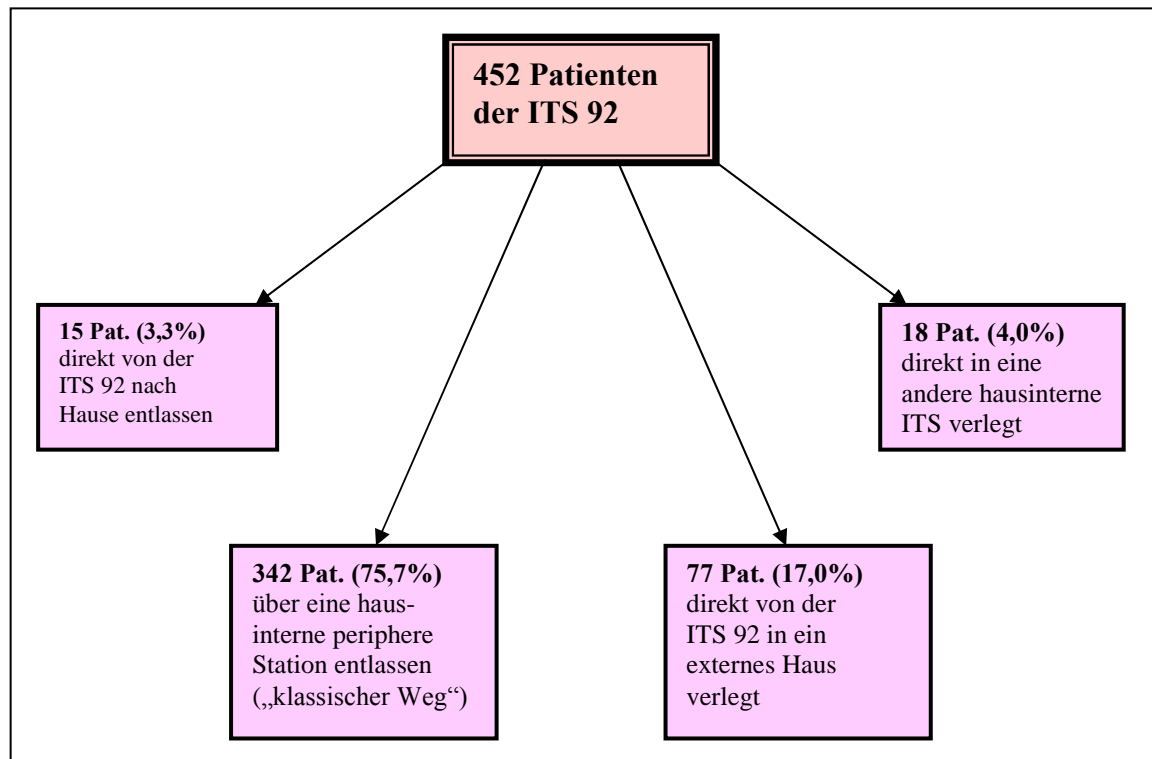 452 Patienten
der ITS 92
15 Pat. (3,3%)
direkt von der
ITS 92 nach
Hause entlassen
18 Pat. (4,0%)
direkt in eine
andere hausinterne
ITS verlegt
342 Pat. (75,7%)
über eine haus-
interne periphere
Station entlassen
(„klassischer Weg“)
77 Pat. (17,0%)
direkt von der
ITS 92 in ein
externes Haus
verlegt